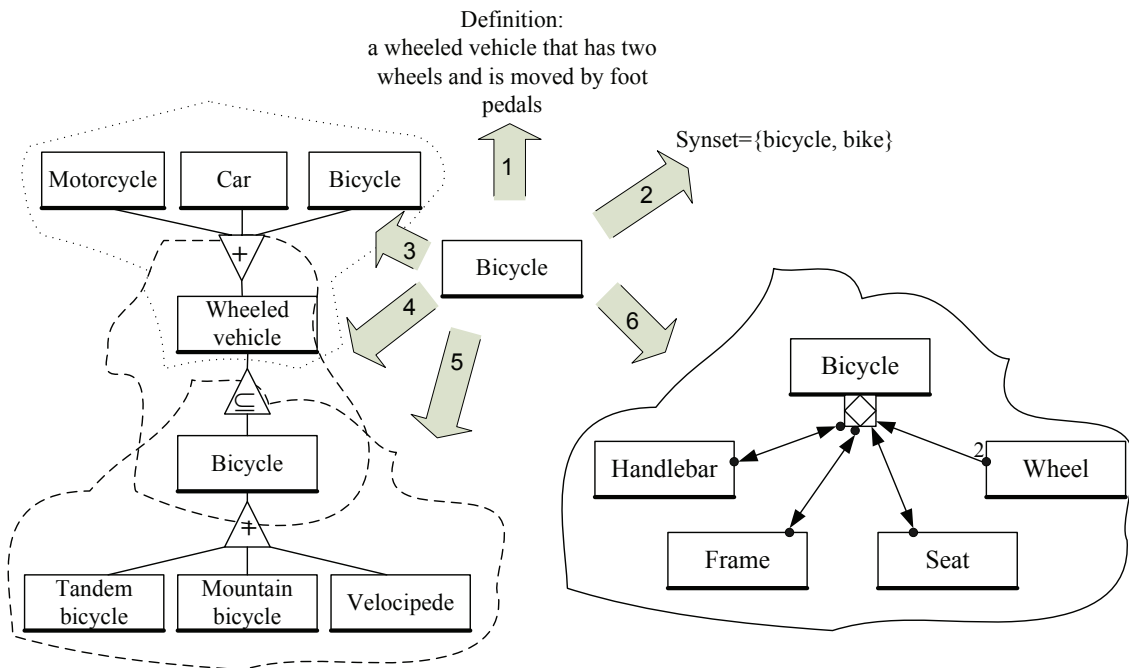 Definition:
a wheeled vehicle that has two
wheels and is moved by foot
pedals
Synset={bicycle, bike}
1
2
Motorcycle
Car
Bicycle
3
+
Bicycle
Wheeled
vehicle
4
5
6
⊆
Bicycle
Bicycle
Handlebar
2
Wheel
+
Frame
Seat
Tandem
bicycle
Mountain
bicycle
Velocipede